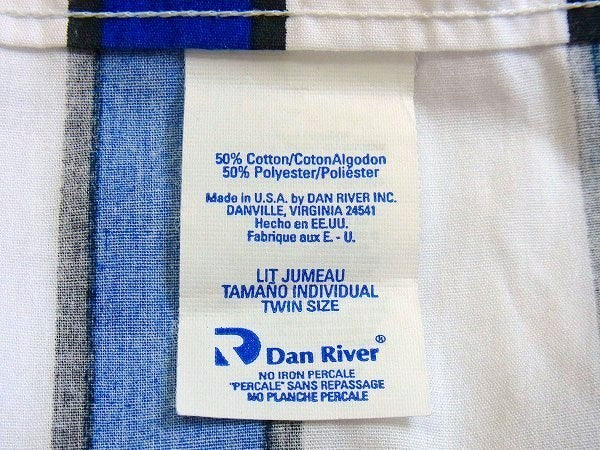 50% Cotton/CotonAlgodon
50% Polyester/Poliéster
Made in U.S.A. by DAN RIVER INC.
DANVILLE, VIRGINIA 24541
Hecho en EE.UU.
Fabrique aux E. - U.
LIT JUMEAU
TAMAÑO INDIVIDUAL
TWIN SIZE
Dan River®
NO IRON PERCALE
"PERCALE" SANS REPASSAGE
NO PLANCHE PERCALE